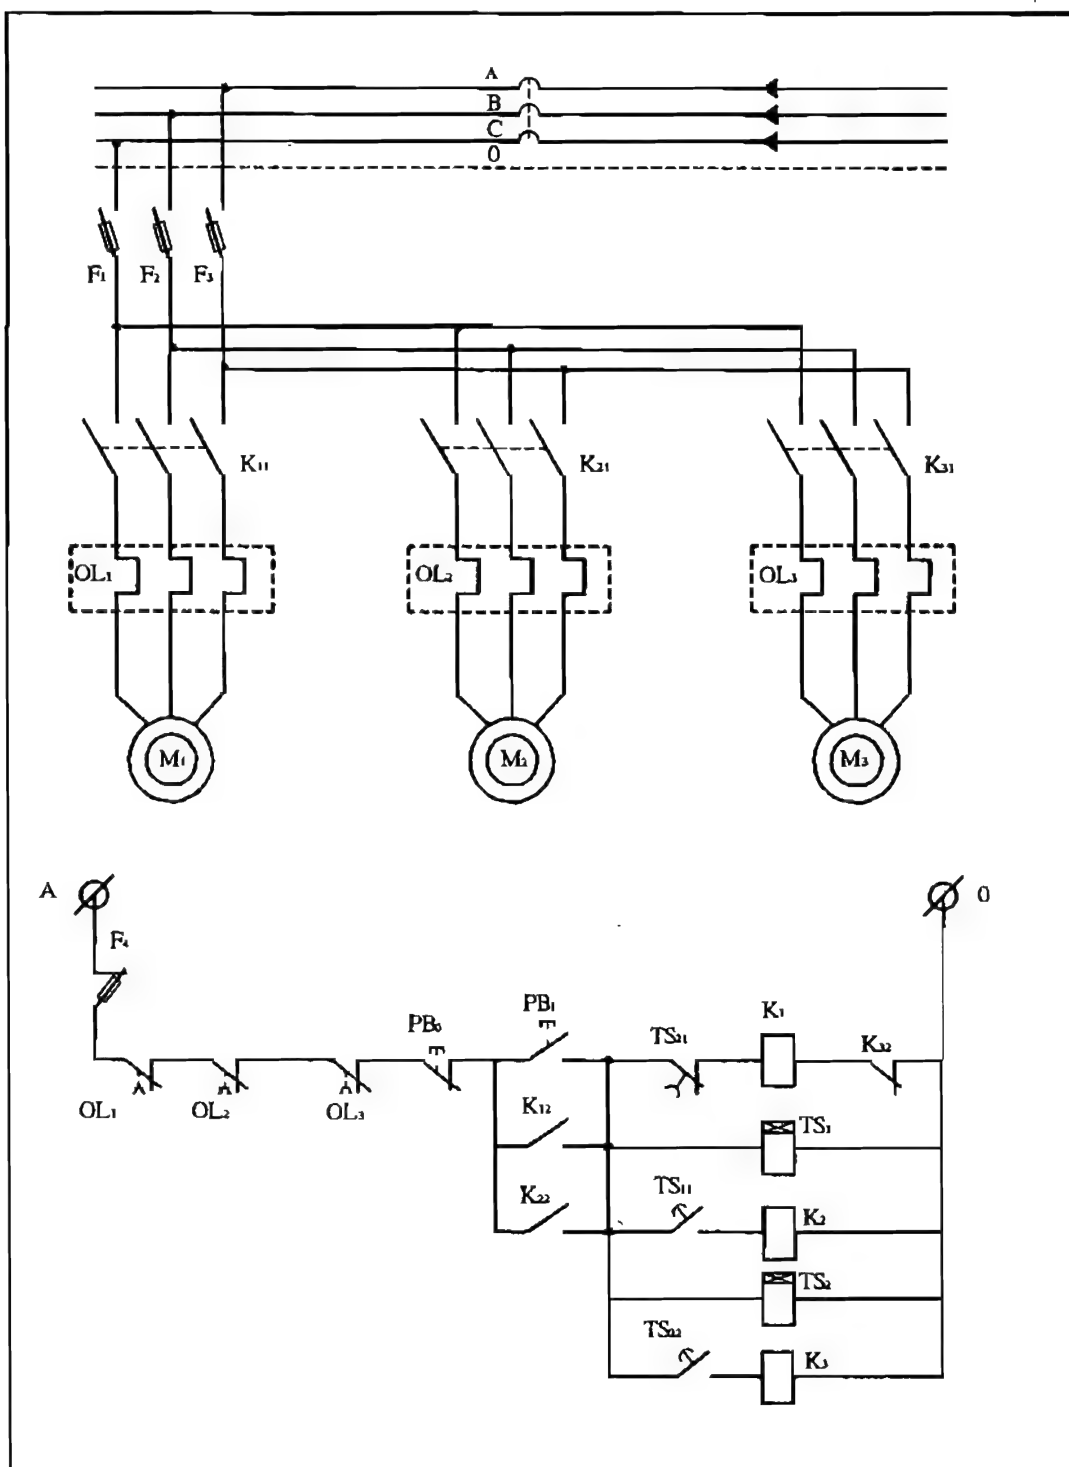 A
B
C
0
F₁ F₂ F₃
K₁₁ K₂₁ K₃₁
OL₁ OL₂ OL₃
M₁ M₂ M₃
A 0
F₄
PB₀ PB₁ TS₂₁ K₁ K₃₂
OL₁ OL₂ OL₃
K₁₂ TS₁
K₂₂ TS₁₁ K₂
TS₂
TS₂₂ K₃